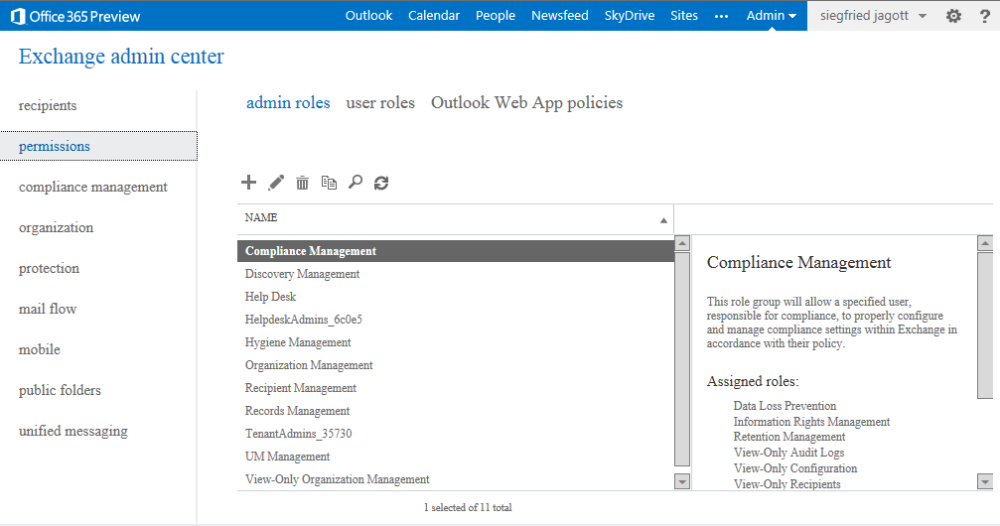 Office 365 Preview
Outlook Calendar People Newsfeed SkyDrive Sites ••• Admin siegfried jagott ?
Exchange admin center
recipients
permissions
compliance management
organization
protection
mail flow
mobile
public folders
unified messaging
admin roles user roles Outlook Web App policies
NAME
Compliance Management
Discovery Management
Help Desk
HelpdeskAdmins_6c0e5
Hygiene Management
Organization Management
Recipient Management
Records Management
TenantAdmins_35730
UM Management
View-Only Organization Management
1 selected of 11 total
Compliance Management
This role group will allow a specified user,
responsible for compliance, to properly configure
and manage compliance settings within Exchange in
accordance with their policy.
Assigned roles:
Data Loss Prevention
Information Rights Management
Retention Management
View-Only Audit Logs
View-Only Configuration
View-Only Recipients